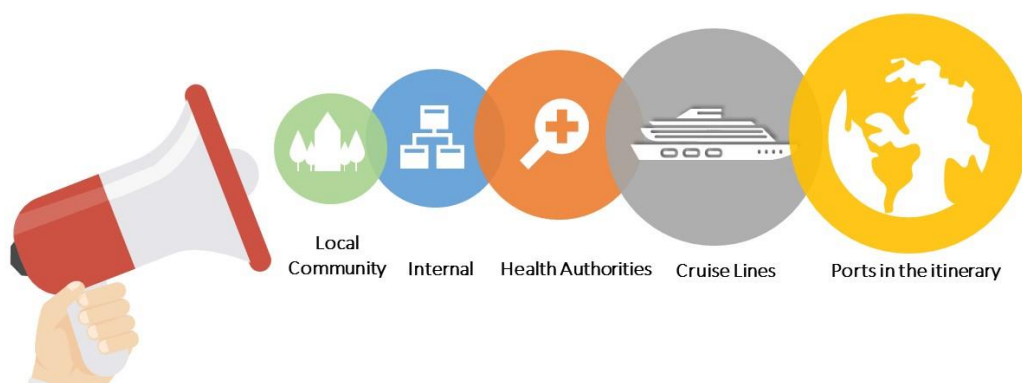 Local
Community
Internal
Health Authorities
Cruise Lines
Ports in the itinerary